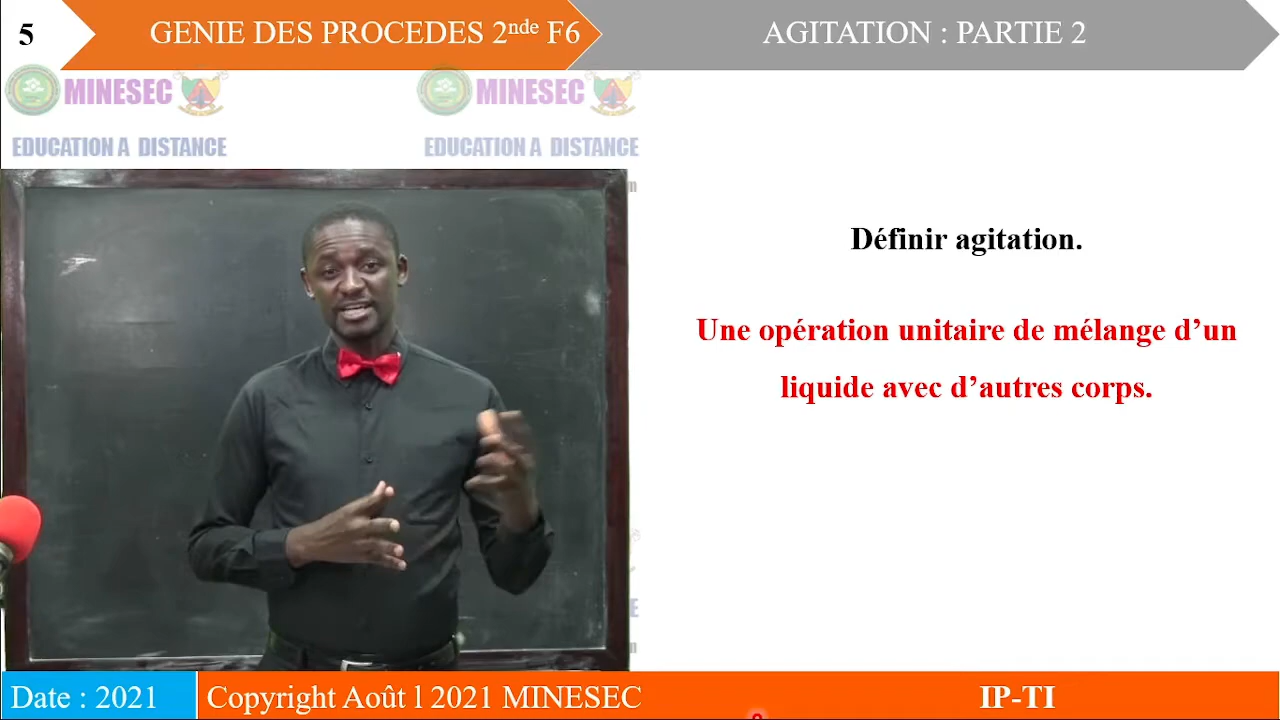 5
GENIE DES PROCEDES 2nde F6
AGITATION : PARTIE 2
MINESEC
MINESEC
EDUCATION A DISTANCE
EDUCATION A DISTANCE
Définir agitation.
Une opération unitaire de mélange d’un
liquide avec d’autres corps.
Date : 2021
Copyright Août l 2021 MINESEC
IP-TI